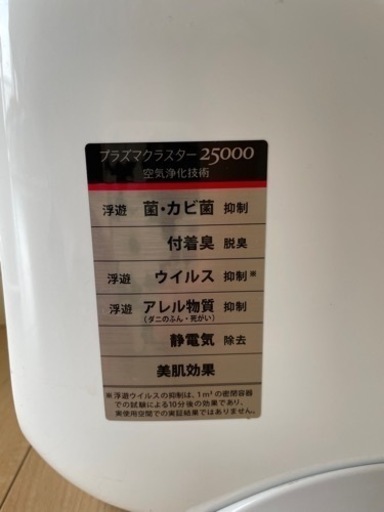 プラズマクラスター25000
空気浄化技術
浮遊 菌・カビ菌 抑制
付着臭 脱臭
浮遊 ウイルス 抑制※
浮遊 アレル物質 抑制
(ダニのふん・死がい)
静電気 除去
美肌効果
※浮遊ウイルスの抑制は、1m³の密閉容器
での試験による10分後の効果であり、
実使用空間での実証結果ではありません。